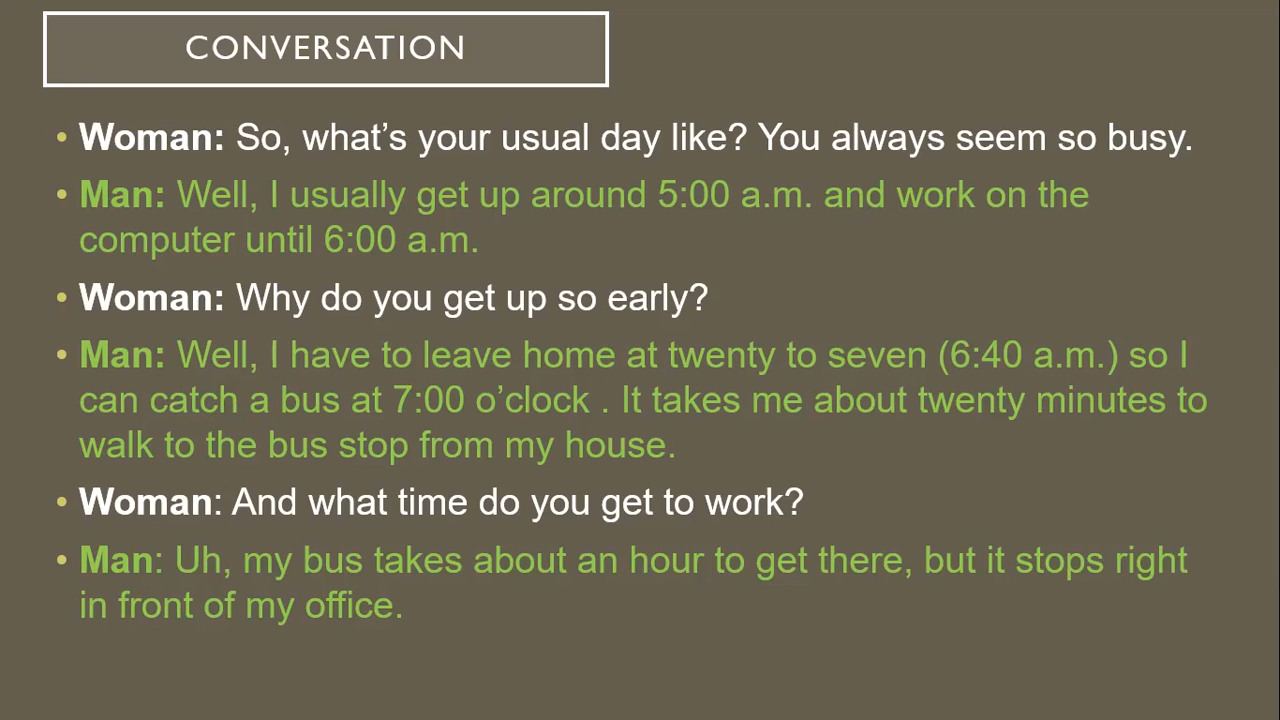 CONVERSATION
• Woman: So, what’s your usual day like? You always seem so busy.
• Man: Well, I usually get up around 5:00 a.m. and work on the
computer until 6:00 a.m.
• Woman: Why do you get up so early?
• Man: Well, I have to leave home at twenty to seven (6:40 a.m.) so I
can catch a bus at 7:00 o’clock . It takes me about twenty minutes to
walk to the bus stop from my house.
• Woman: And what time do you get to work?
• Man: Uh, my bus takes about an hour to get there, but it stops right
in front of my office.